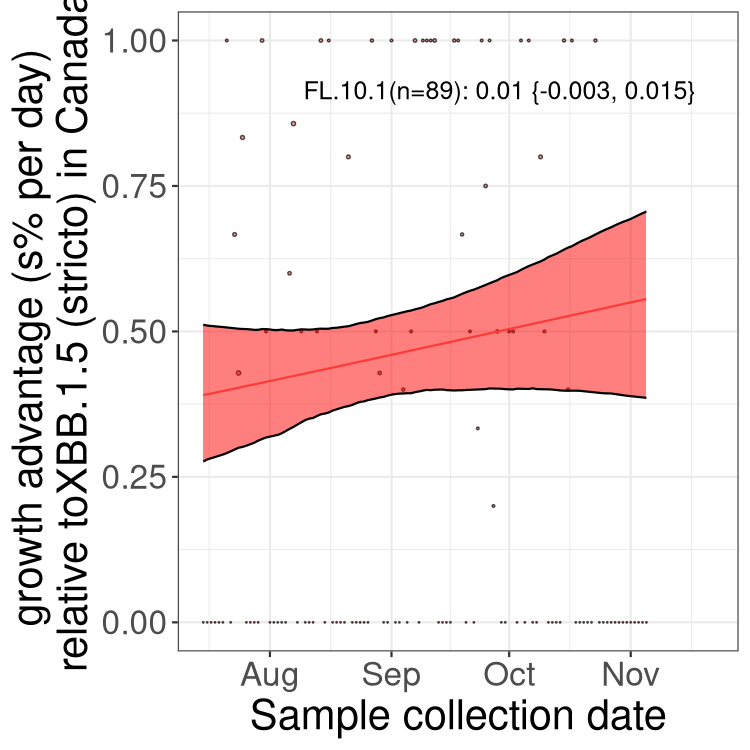 growth advantage (s% per day)
relative toXBB.1.5 (stricto) in Canada
1.00
0.75
0.50
0.25
0.00
FL.10.1(n=89): 0.01 {-0.003, 0.015}
Aug Sep Oct Nov
Sample collection date